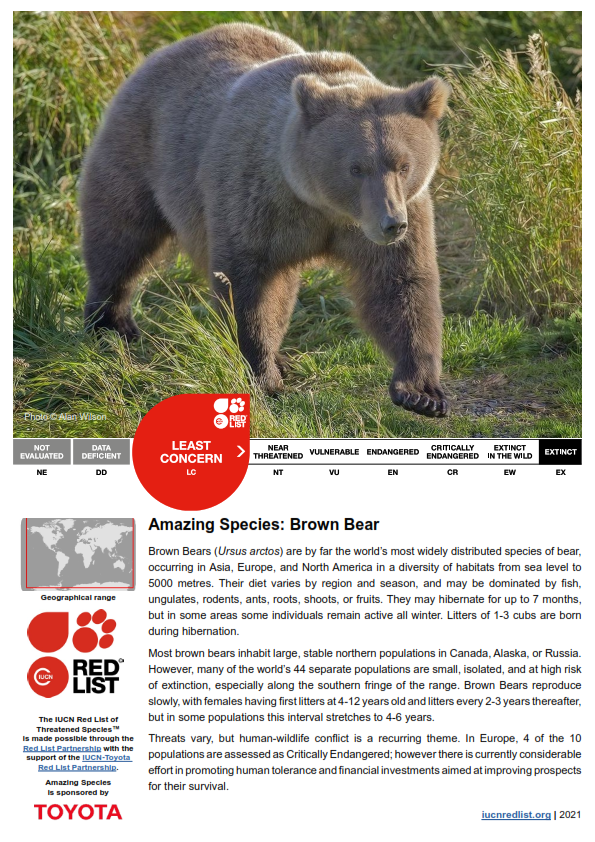 Photo © Alan Wilson
RED
LIST
NOT
EVALUATED
DATA
DEFICIENT
LEAST
CONCERN
NEAR
THREATENED
VULNERABLE
ENDANGERED
CRITICALLY
ENDANGERED
EXTINCT
IN THE WILD
EXTINCT
NE
DD
LC
NT
VU
EN
CR
EW
EX
Geographical range
IUCN
RED
LIST
The IUCN Red List of
Threatened Species™
is made possible through the
Red List Partnership with the
support of the IUCN-Toyota
Red List Partnership.
Amazing Species
is sponsored by
TOYOTA
Amazing Species: Brown Bear
Brown Bears (Ursus arctos) are by far the world's most widely distributed species of bear,
occurring in Asia, Europe, and North America in a diversity of habitats from sea level to
5000 metres. Their diet varies by region and season, and may be dominated by fish,
ungulates, rodents, ants, roots, shoots, or fruits. They may hibernate for up to 7 months,
but in some areas some individuals remain active all winter. Litters of 1-3 cubs are born
during hibernation.
Most brown bears inhabit large, stable northern populations in Canada, Alaska, or Russia.
However, many of the world's 44 separate populations are small, isolated, and at high risk
of extinction, especially along the southern fringe of the range. Brown Bears reproduce
slowly, with females having first litters at 4-12 years old and litters every 2-3 years thereafter,
but in some populations this interval stretches to 4-6 years.
Threats vary, but human-wildlife conflict is a recurring theme. In Europe, 4 of the 10
populations are assessed as Critically Endangered; however there is currently considerable
effort in promoting human tolerance and financial investments aimed at improving prospects
for their survival.
iucnredlist.org | 2021